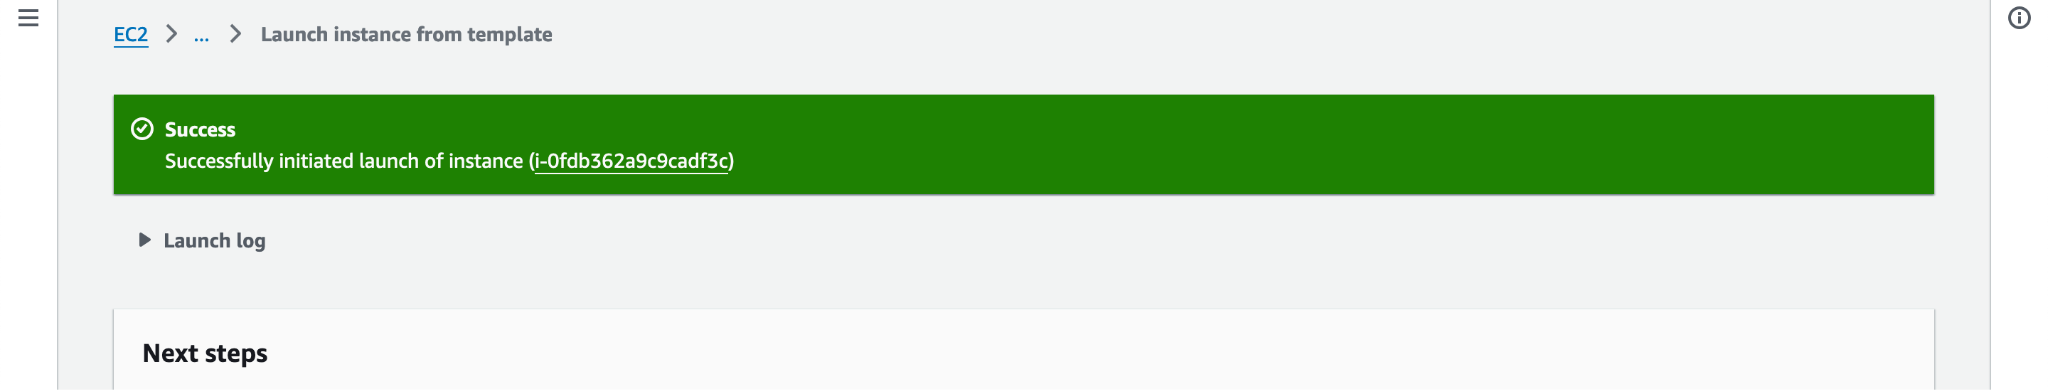 EC2 > ... > Launch instance from template
Success
Successfully initiated launch of instance (i-0fdb362a9c9cadf3c)
Launch log
Next steps